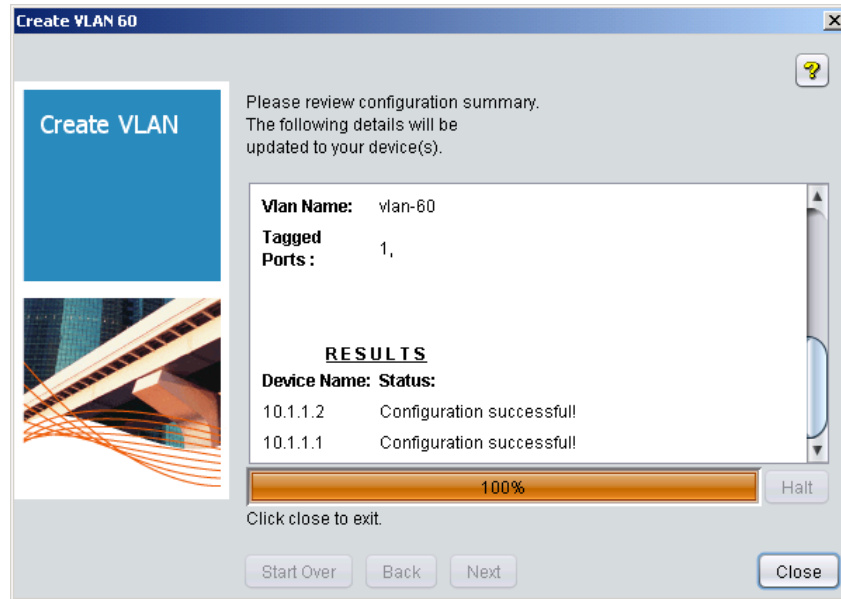 Create VLAN 60
Create VLAN
Please review configuration summary.
The following details will be
updated to your device(s).
Vlan Name: vlan-60
Tagged
Ports : 1,
RESULTS
Device Name: Status:
10.1.1.2 Configuration successful!
10.1.1.1 Configuration successful!
100%
Halt
Click close to exit.
Start Over Back Next Close